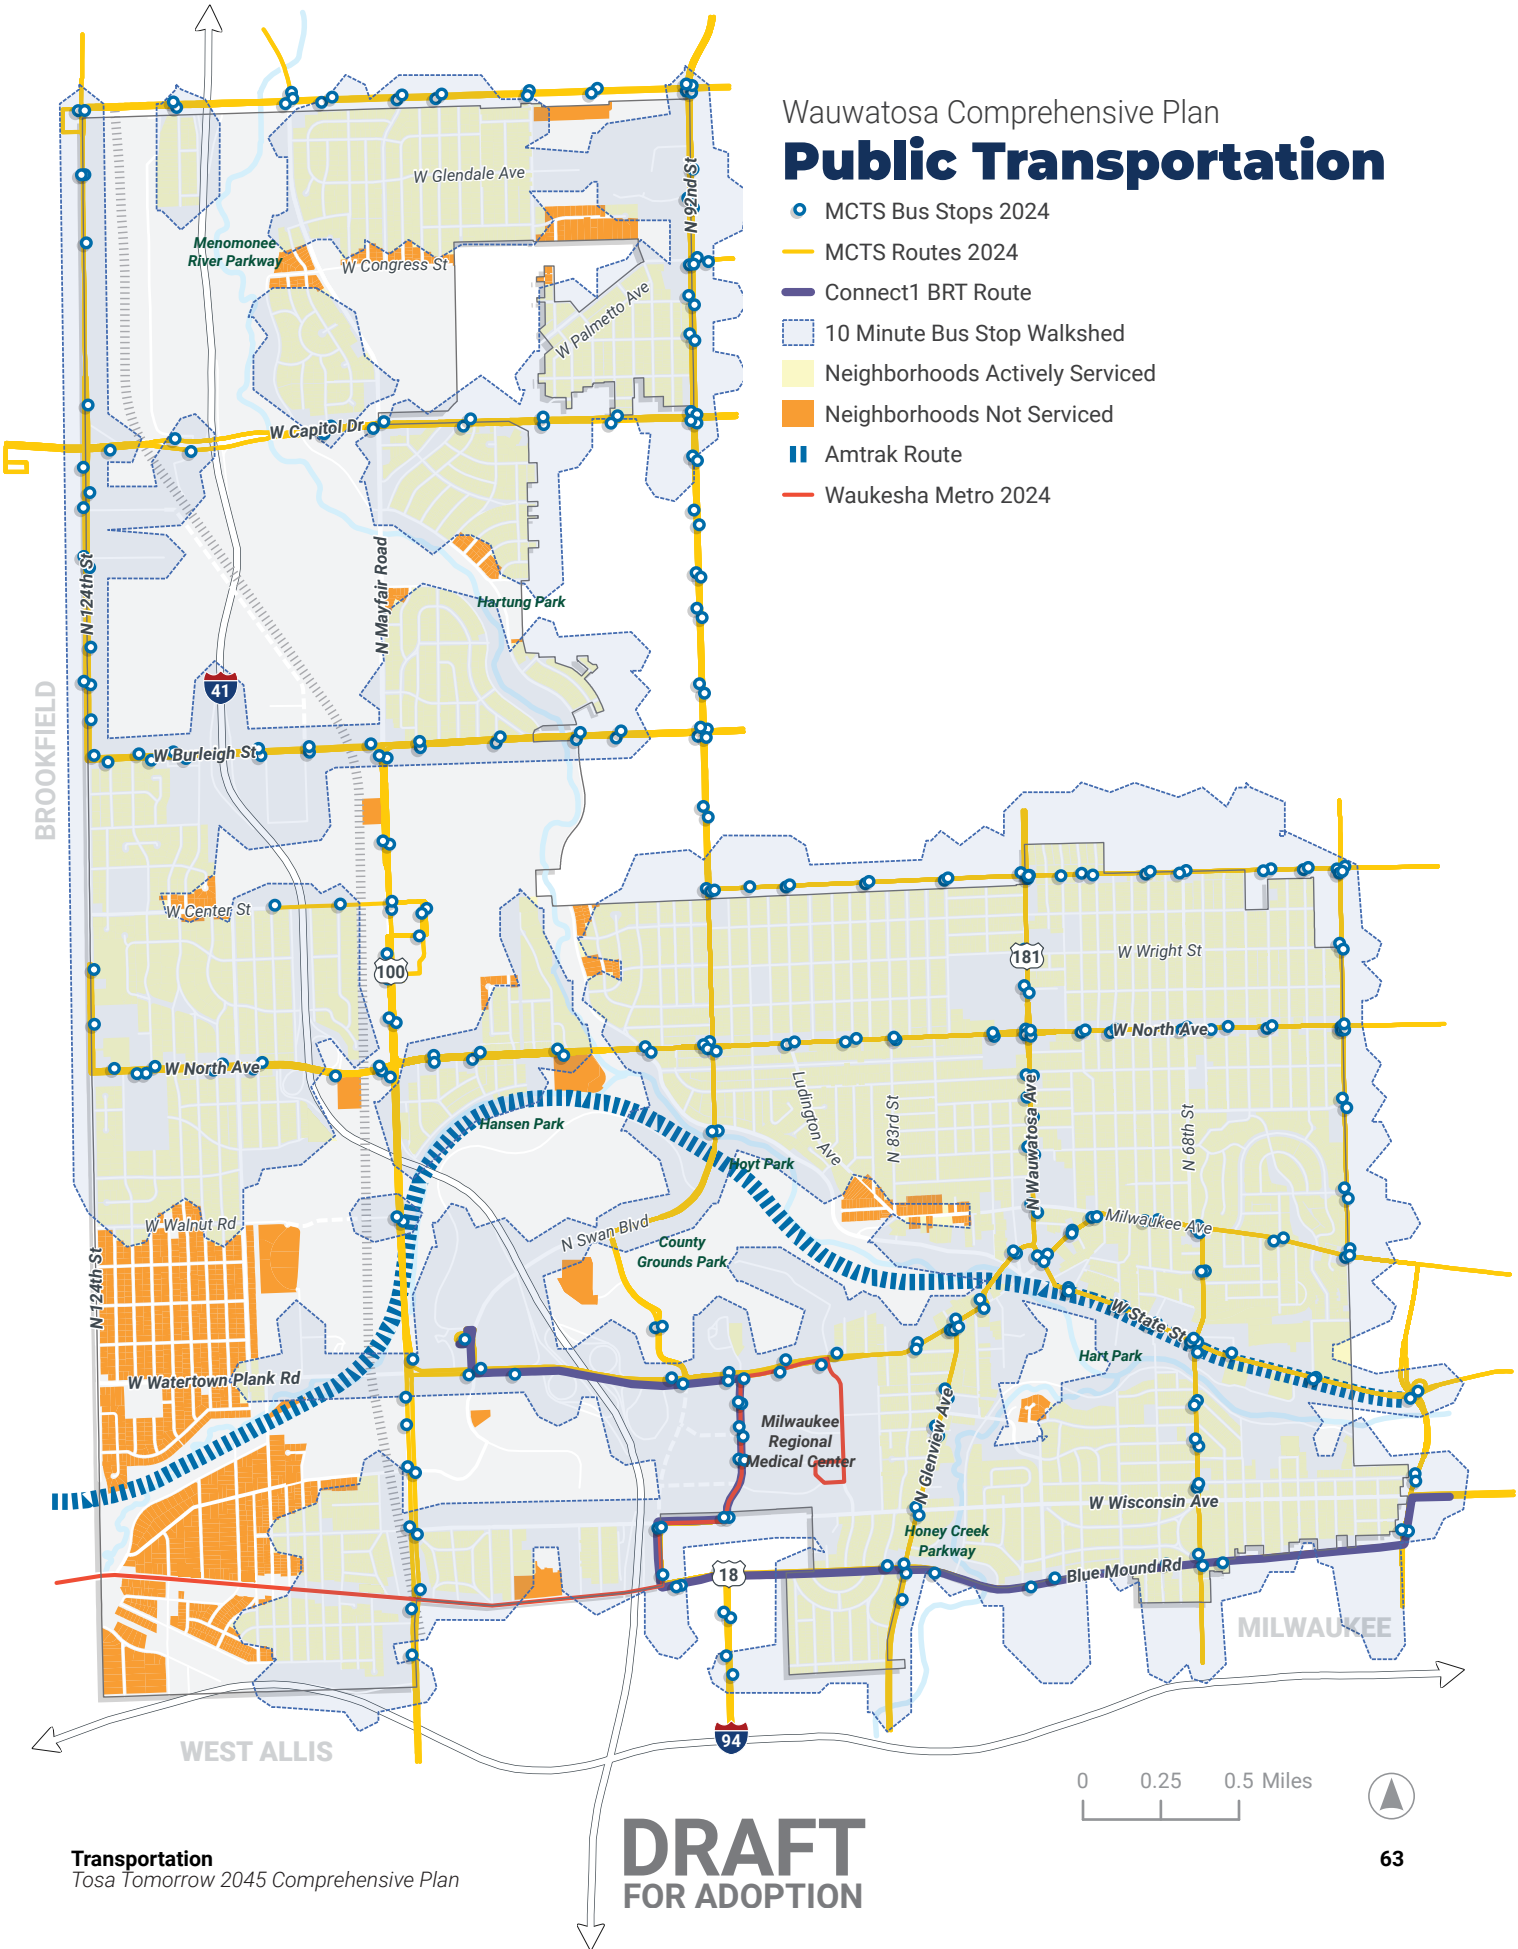 Wauwatosa Comprehensive Plan
Public Transportation
MCTS Bus Stops 2024
MCTS Routes 2024
Connect1 BRT Route
10 Minute Bus Stop Walkshed
Neighborhoods Actively Serviced
Neighborhoods Not Serviced
Amtrak Route
Waukesha Metro 2024
W Glendale Ave
N 92nd St
Menomonee
River Parkway
W Congress St
W Palmetto Ave
W Capitol Dr
N 124th St
N Mayfair Road
Hartung Park
41
BROOKFIELD
W Burleigh St
W Center St
100
181
W Wright St
W North Ave
W North Ave
Ludington Ave
N 83rd St
N Wauwatosa Ave
N 68th St
Hansen Park
Hoyt Park
W Walnut Rd
N Swan Blvd
Milwaukee Ave
County
Grounds Park
N 124th St
W State St
Hart Park
W Watertown Plank Rd
Milwaukee
Regional
Medical Center
N Glenview Ave
W Wisconsin Ave
Honey Creek
Parkway
18
Blue Mound Rd
MILWAUKEE
WEST ALLIS
94
0 0.25 0.5 Miles
DRAFT
FOR ADOPTION
Transportation
Tosa Tomorrow 2045 Comprehensive Plan
63